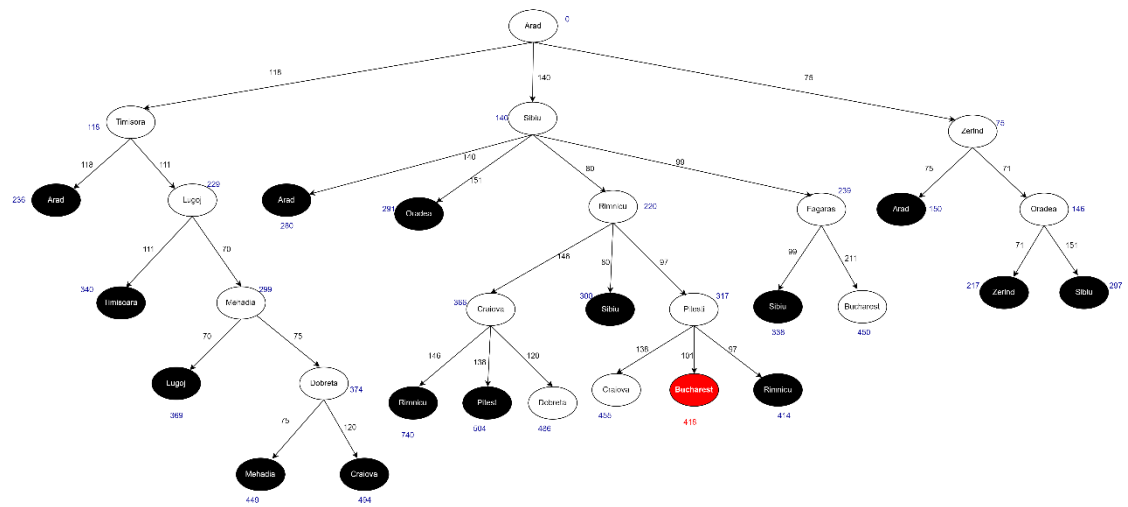 Arad 0
118 140 75
Timisora 118
Sibiu 140
Zerind 75
118 111 140 151 80 99 75 71
Arad 236
Lugoj 229
Arad 280
Oradea 291
Rimnicu 220
Fagaras 239
Arad 150
Oradea 146
111 70 146 80 97 99 211 71 151
Timisoara 340
Mehadia 299
Craiova 366
Sibiu 300
Pitesti 317
Sibiu 338
Bucharest 450
Zerind 217
Sibiu 297
70 75 146 138 120 138 101 97
Lugoj 369
Dobreta 374
Rimnicu 740
Pitest 504
Dobreta 486
Craiova 455
Bucharest 418
Rimnicu 414
75 120
Mehadia 449
Craiova 494